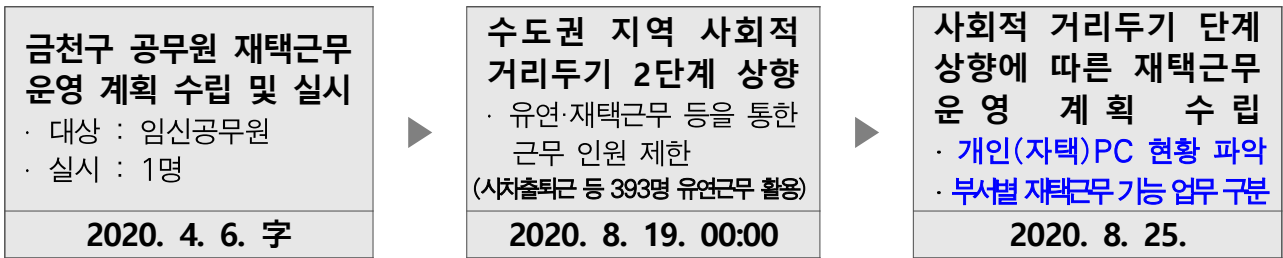 금천구 공무원 재택근무
운영 계획 수립 및 실시
· 대상 : 임신공무원
· 실시 : 1명
2020. 4. 6. 字
수도권 지역 사회적
거리두기 2단계 상향
· 유연·재택근무 등을 통한
근무 인원 제한
(시차출퇴근 등 393명 유연근무 활용)
2020. 8. 19. 00:00
사회적 거리두기 단계
상향에 따른 재택근무
운영 계획 수립
· 개인(자택)PC 현황 파악
· 부서별 재택근무 가능 업무 구분
2020. 8. 25.